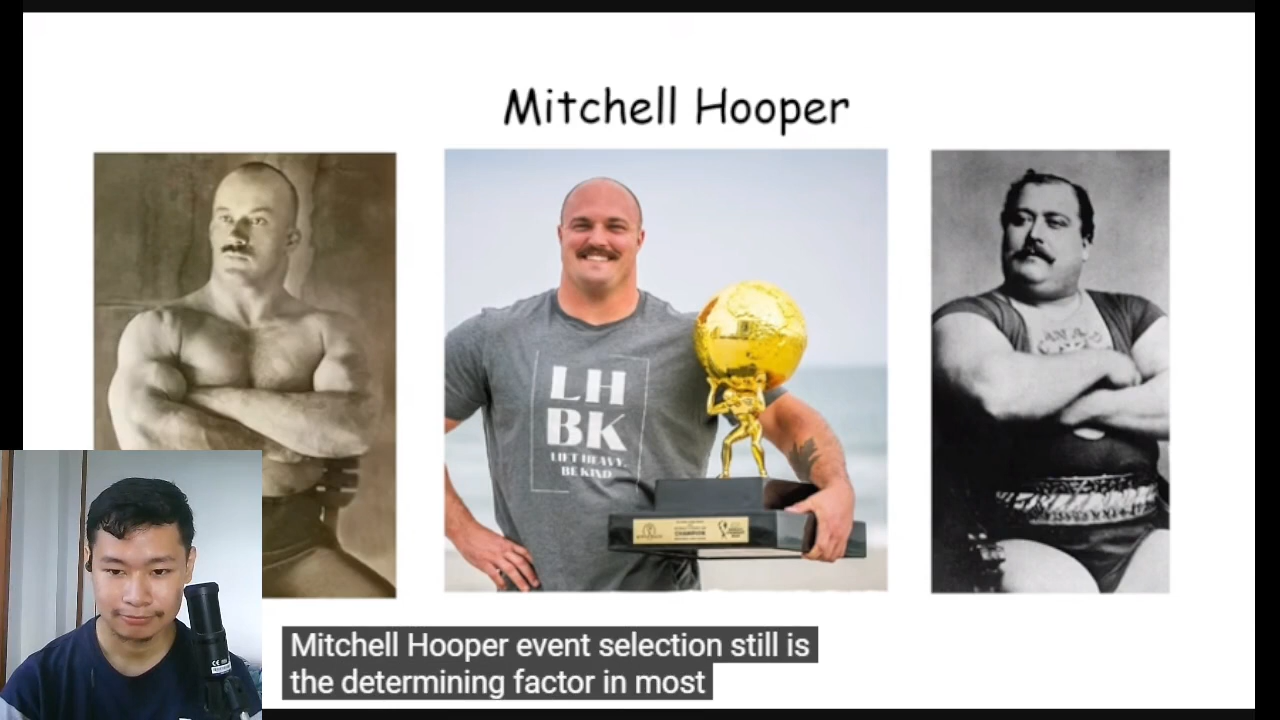 Mitchell Hooper
LH
BK
LIFT HEAVY.
BE KIND
CHAMPION
Mitchell Hooper event selection still is
the determining factor in most